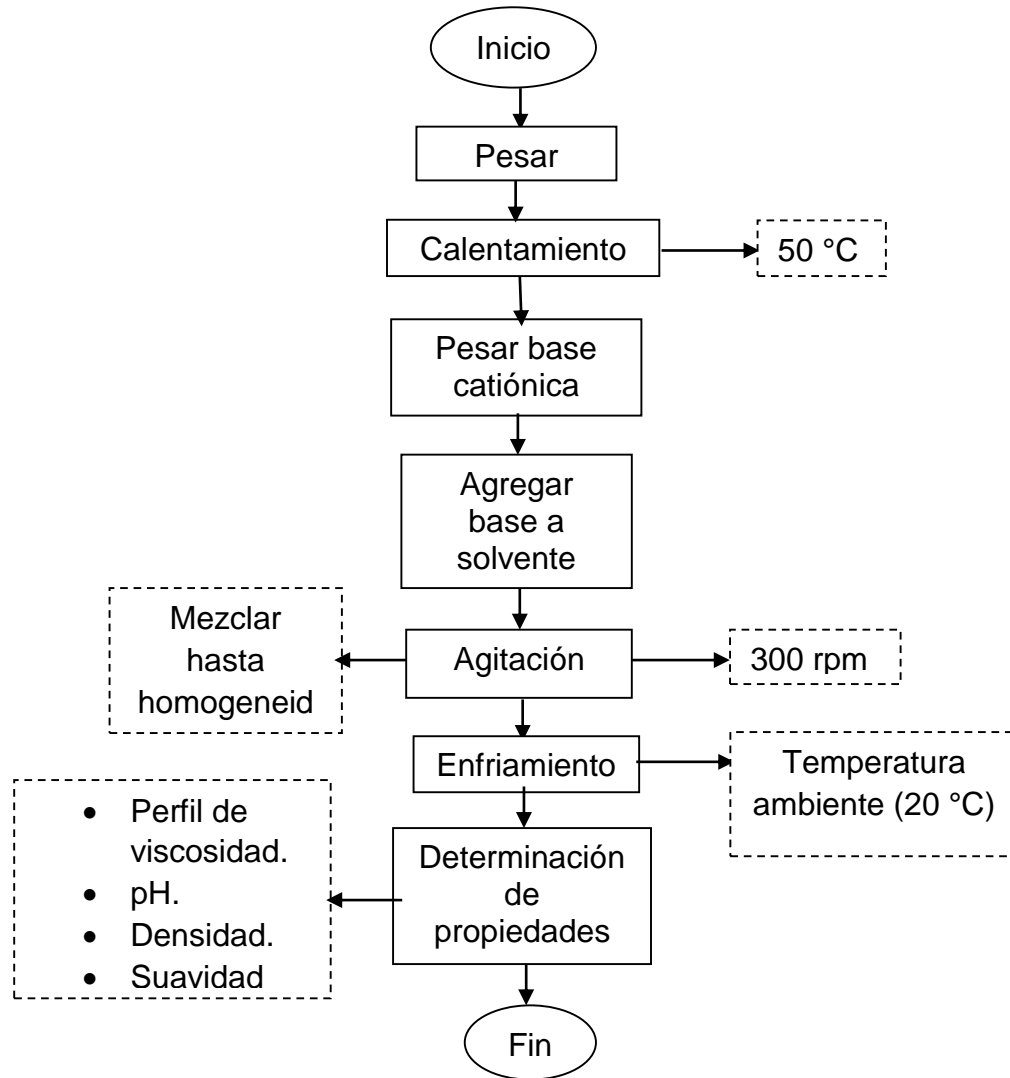 Inicio
Pesar
Calentamiento
50 °C
Pesar base
catiónica
Agregar
base a
solvente
Mezclar
hasta
homogeneid
Agitación
300 rpm
Enfriamiento
Temperatura
ambiente (20 °C)
• Perfil de
viscosidad.
• pH.
• Densidad.
• Suavidad
Determinación
de
propiedades
Fin